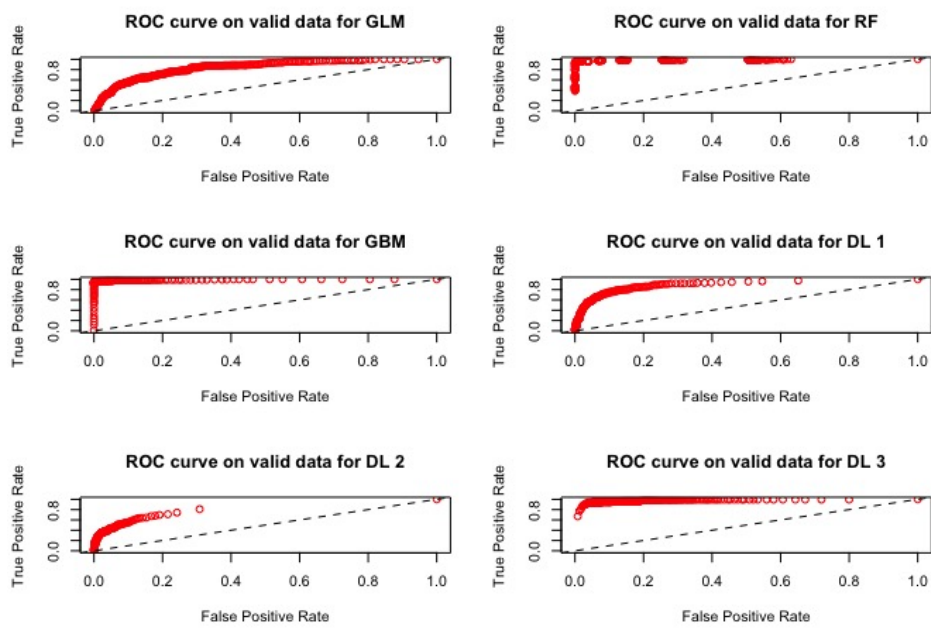 ROC curve on valid data for GLM
True Positive Rate
0.0 0.8
0.0 0.2 0.4 0.6 0.8 1.0
False Positive Rate
ROC curve on valid data for RF
True Positive Rate
0.0 0.8
0.0 0.2 0.4 0.6 0.8 1.0
False Positive Rate
ROC curve on valid data for GBM
True Positive Rate
0.0 0.8
0.0 0.2 0.4 0.6 0.8 1.0
False Positive Rate
ROC curve on valid data for DL 1
True Positive Rate
0.0 0.8
0.0 0.2 0.4 0.6 0.8 1.0
False Positive Rate
ROC curve on valid data for DL 2
True Positive Rate
0.0 0.8
0.0 0.2 0.4 0.6 0.8 1.0
False Positive Rate
ROC curve on valid data for DL 3
True Positive Rate
0.0 0.8
0.0 0.2 0.4 0.6 0.8 1.0
False Positive Rate